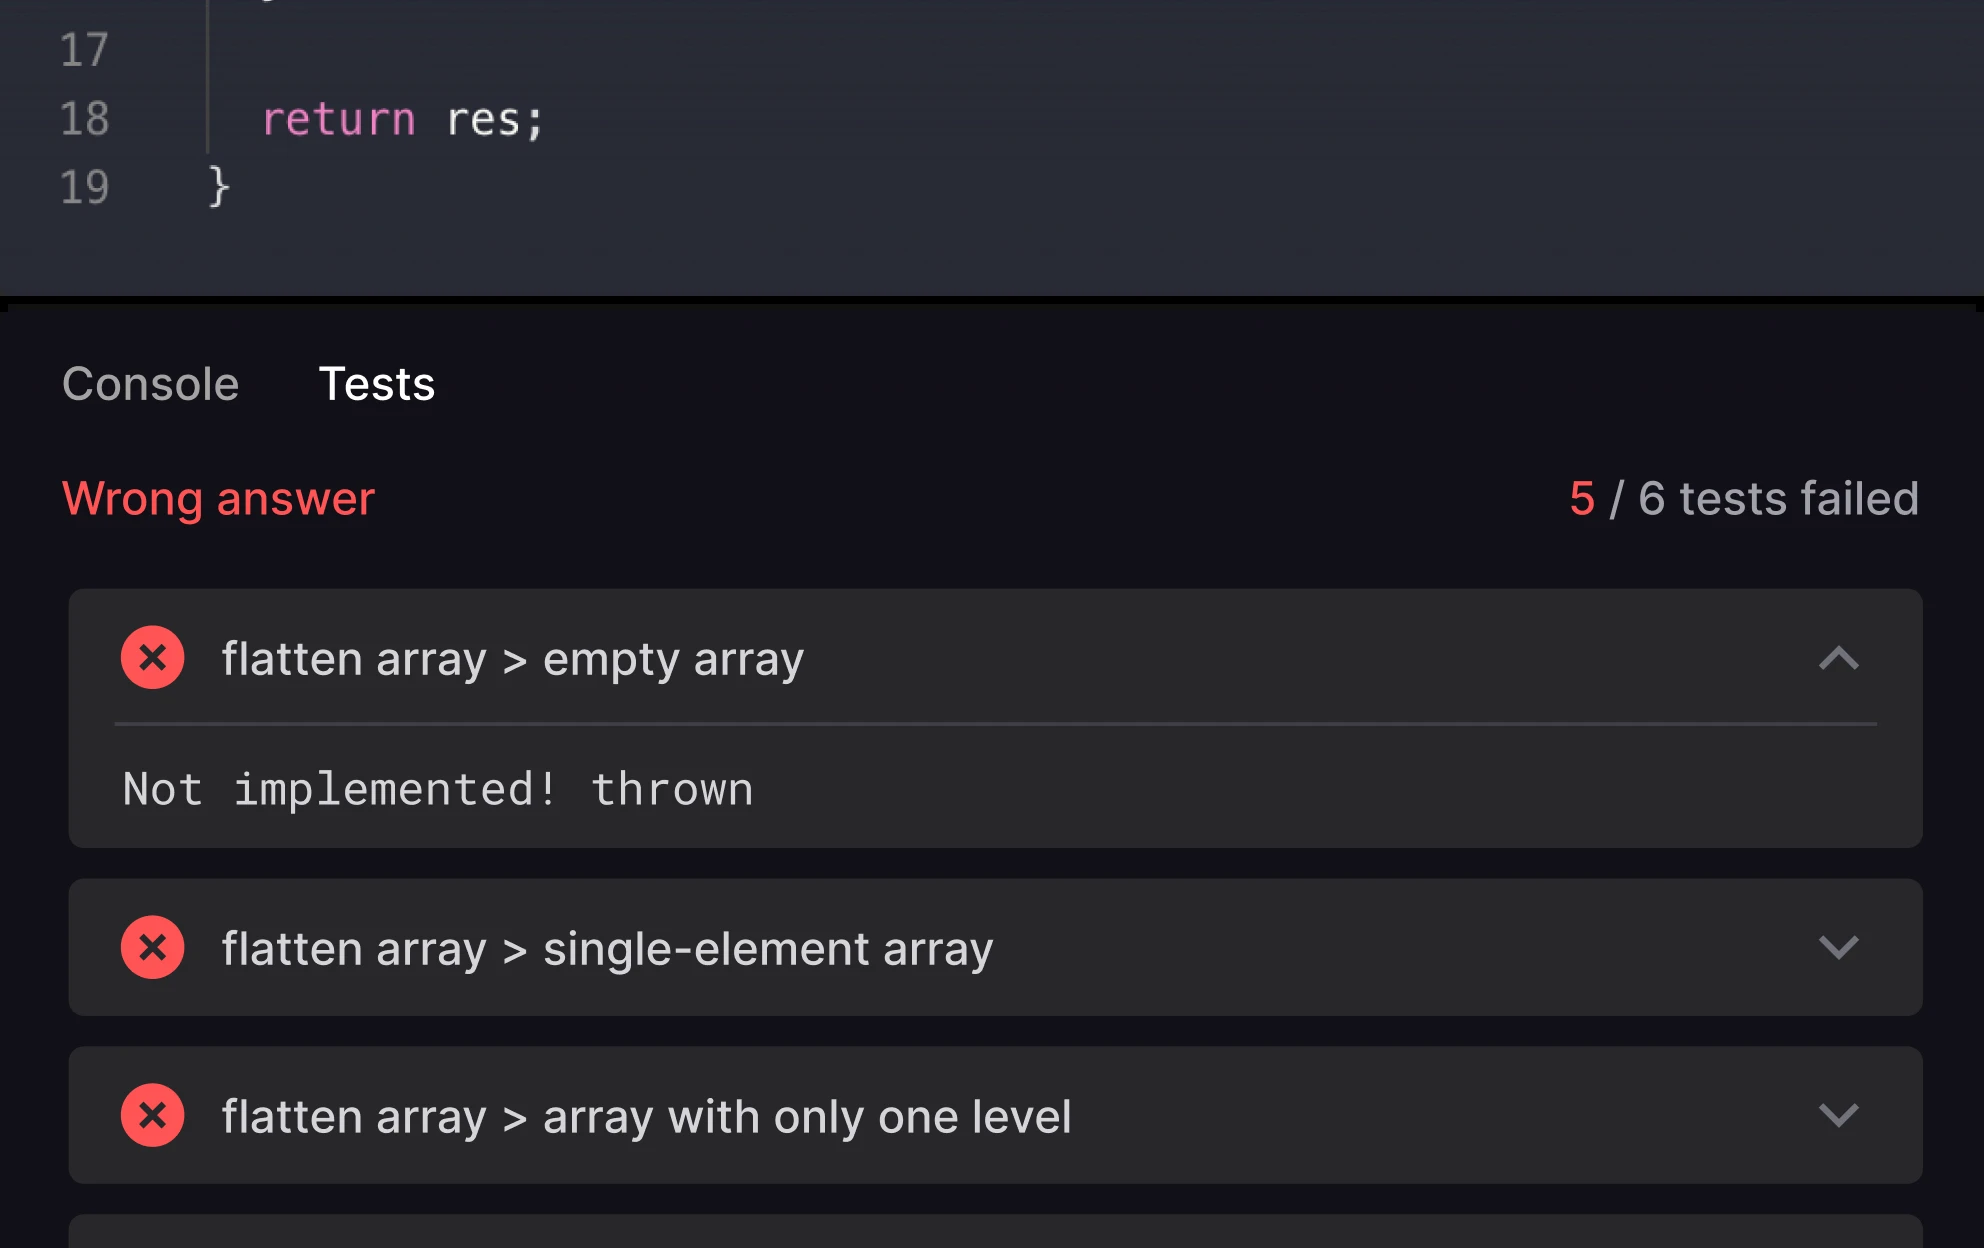 17
18 return res;
19 }
Console Tests
Wrong answer 5 / 6 tests failed
flatten array > empty array
Not implemented! thrown
flatten array > single-element array
flatten array > array with only one level